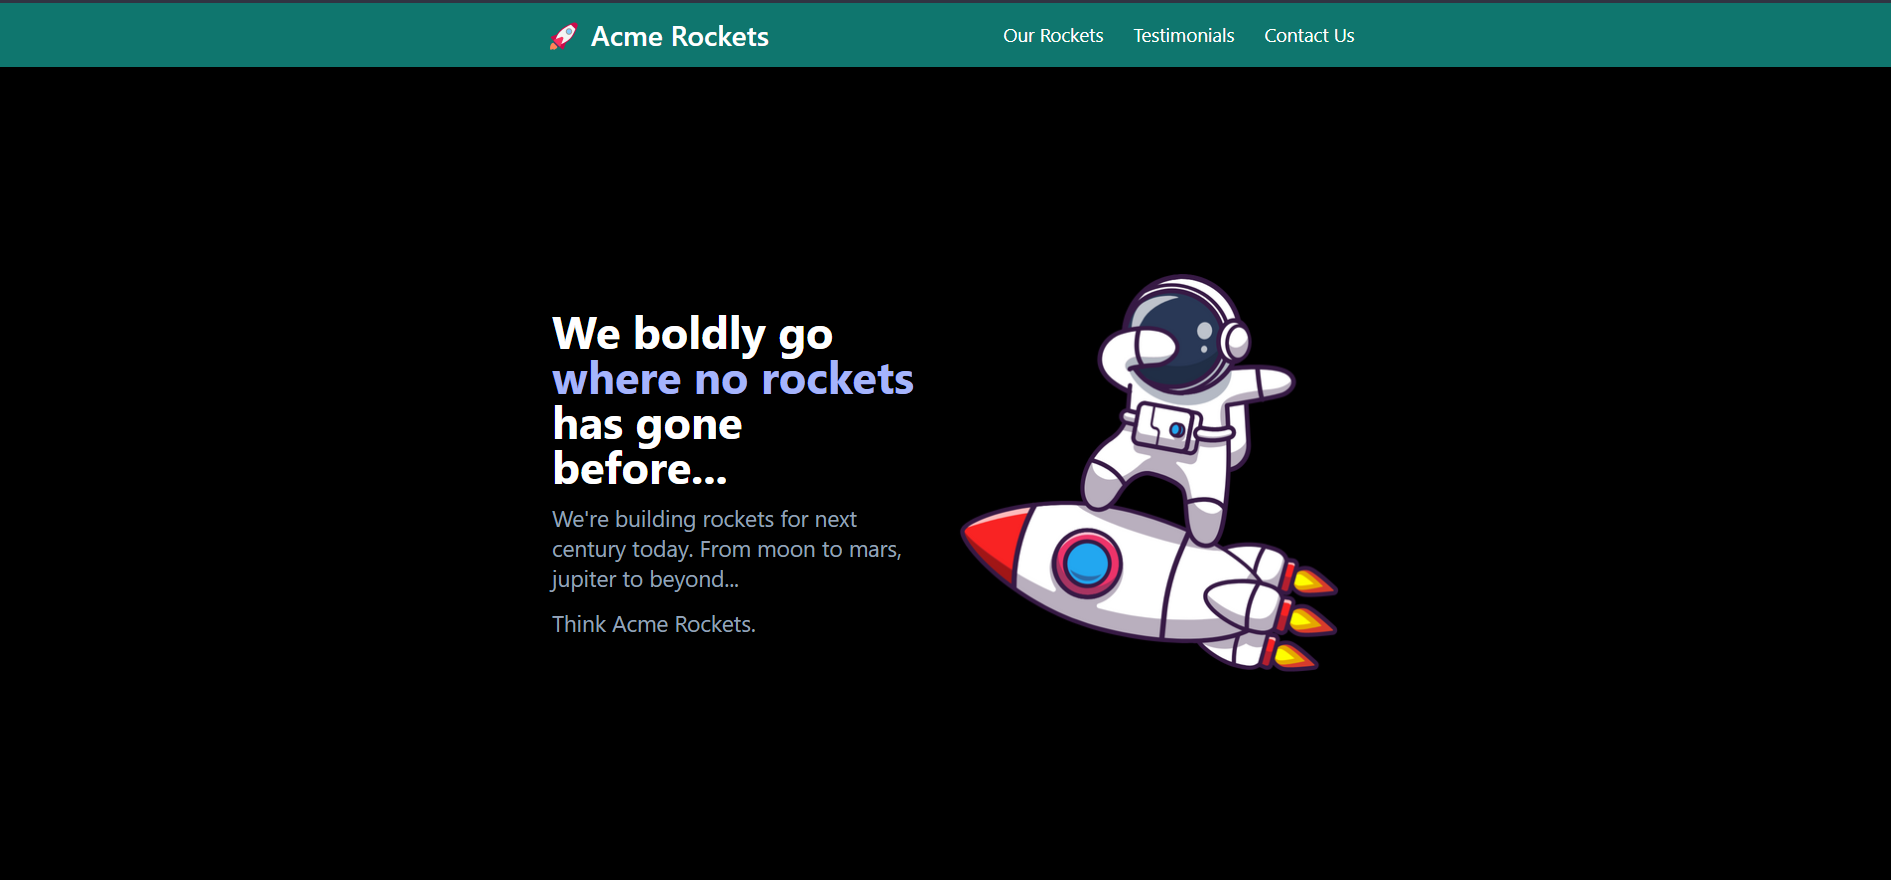 Acme Rockets
Our Rockets Testimonials Contact Us
We boldly go
where no rockets
has gone
before...
We're building rockets for next
century today. From moon to mars,
jupiter to beyond...
Think Acme Rockets.